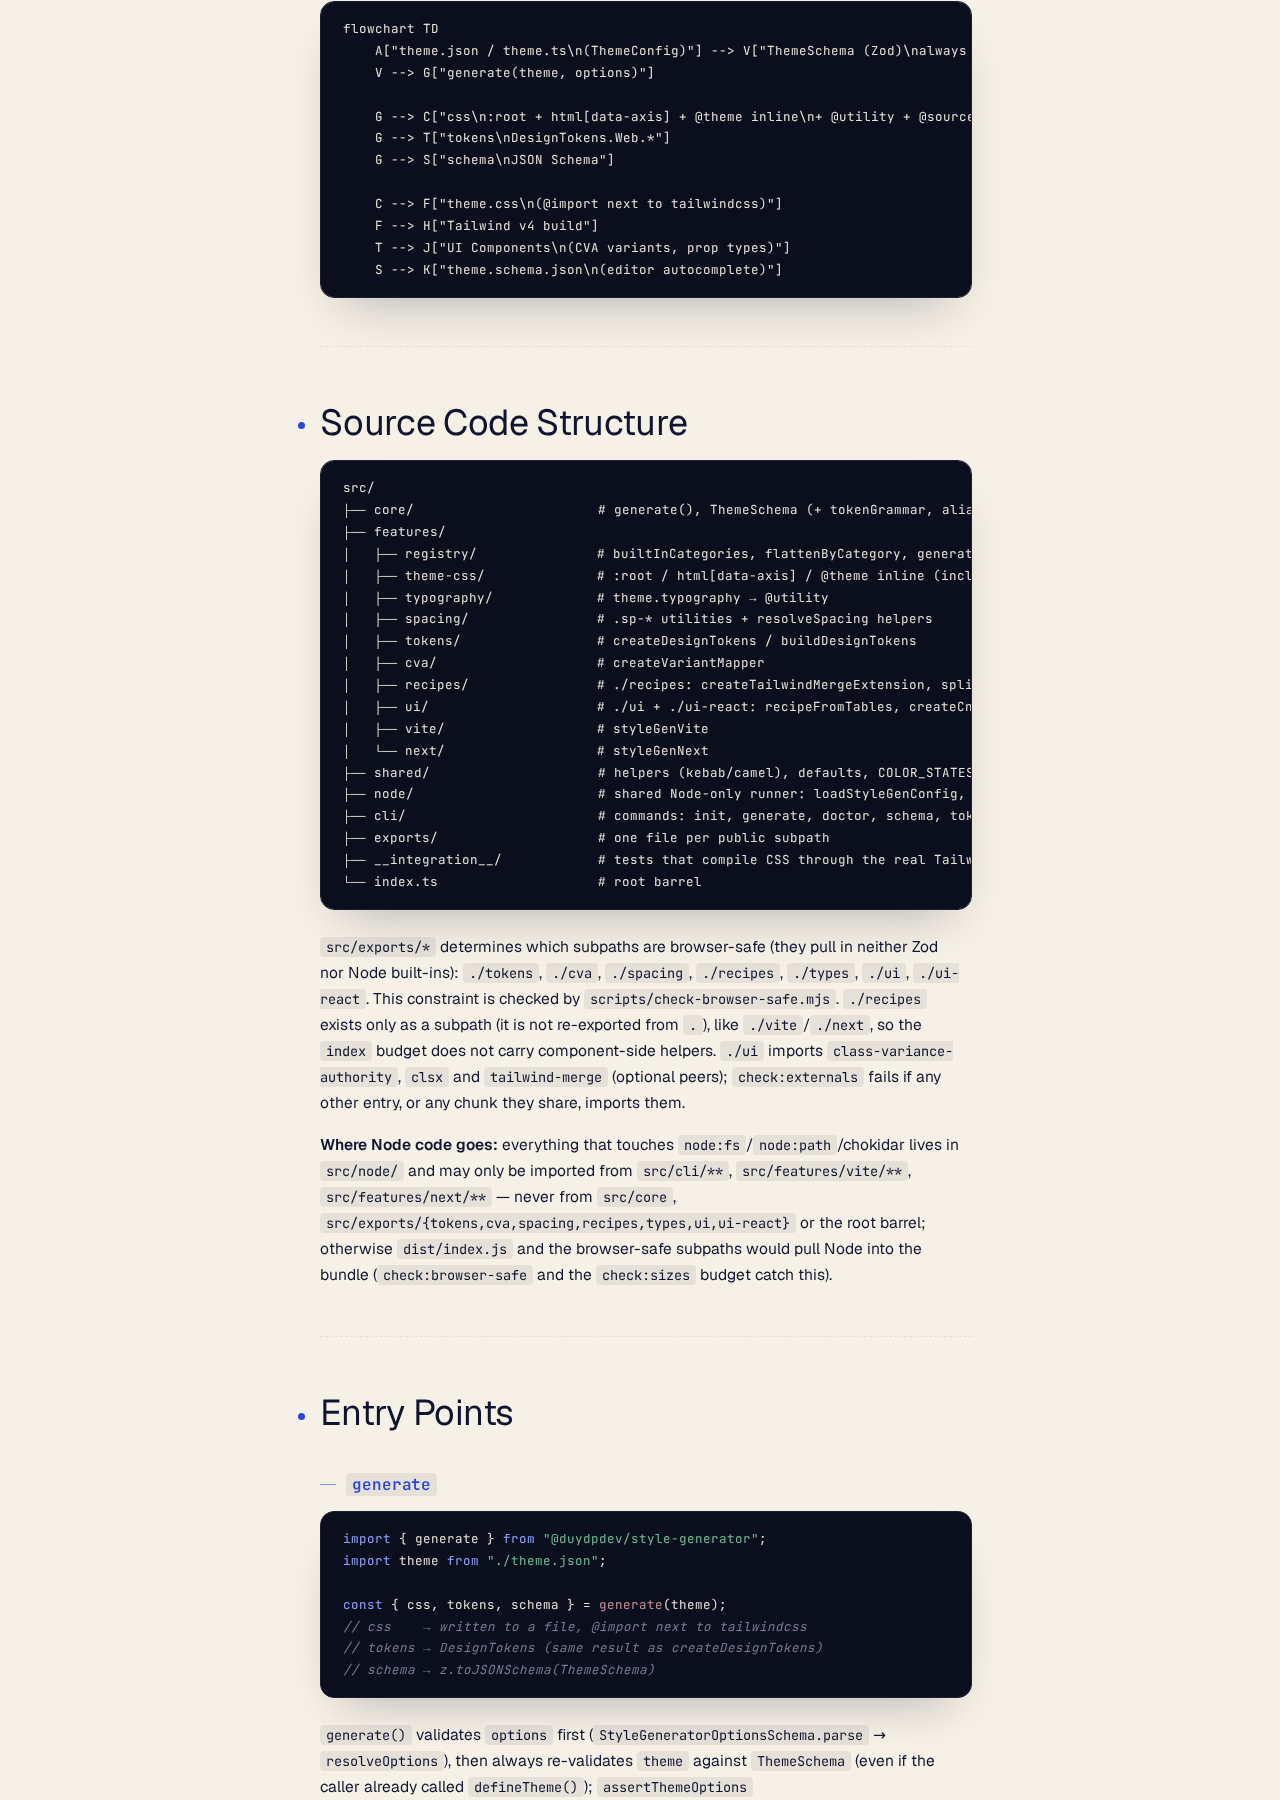 flowchart TD
    A["theme.json / theme.ts\n(ThemeConfig)"] --> V["ThemeSchema (Zod)\nalways
    V --> G["generate(theme, options)"]

    G --> C["css\n:root + html[data-axis] + @theme inline\n+ @utility + @source
    G --> T["tokens\nDesignTokens.Web.*"]
    G --> S["schema\nJSON Schema"]

    C --> F["theme.css\n(@import next to tailwindcss)"]
    F --> H["Tailwind v4 build"]
    T --> J["UI Components\n(CVA variants, prop types)"]
    S --> K["theme.schema.json\n(editor autocomplete)"]
Source Code Structure
src/
├── core/                       # generate(), ThemeSchema (+ tokenGrammar, alia
├── features/
│   ├── registry/               # builtInCategories, flattenByCategory, generat
│   ├── theme-css/              # :root / html[data-axis] / @theme inline (incl
│   ├── typography/             # theme.typography → @utility
│   ├── spacing/                # .sp-* utilities + resolveSpacing helpers
│   ├── tokens/                 # createDesignTokens / buildDesignTokens
│   ├── cva/                    # createVariantMapper
│   ├── recipes/                # ./recipes: createTailwindMergeExtension, spli
│   ├── ui/                     # ./ui + ./ui-react: recipeFromTables, createCn
│   ├── vite/                   # styleGenVite
│   └── next/                   # styleGenNext
├── shared/                     # helpers (kebab/camel), defaults, COLOR_STATES
├── node/                       # shared Node-only runner: loadStyleGenConfig,
├── cli/                        # commands: init, generate, doctor, schema, tok
├── exports/                    # one file per public subpath
├── __integration__/            # tests that compile CSS through the real Tailw
└── index.ts                    # root barrel
src/exports/* determines which subpaths are browser-safe (they pull in neither Zod
nor Node built-ins): ./tokens, ./cva, ./spacing, ./recipes, ./types, ./ui, ./ui-
react. This constraint is checked by scripts/check-browser-safe.mjs. ./recipes
exists only as a subpath (it is not re-exported from .), like ./vite/./next, so the
index budget does not carry component-side helpers. ./ui imports class-variance-
authority, clsx and tailwind-merge (optional peers); check:externals fails if any
other entry, or any chunk they share, imports them.
Where Node code goes: everything that touches node:fs/node:path/chokidar lives in
src/node/ and may only be imported from src/cli/**, src/features/vite/**,
src/features/next/** — never from src/core,
src/exports/{tokens,cva,spacing,recipes,types,ui,ui-react} or the root barrel;
otherwise dist/index.js and the browser-safe subpaths would pull Node into the
bundle (check:browser-safe and the check:sizes budget catch this).
Entry Points
— generate
import { generate } from "@duydpdev/style-generator";
import theme from "./theme.json";

const { css, tokens, schema } = generate(theme);
// css    → written to a file, @import next to tailwindcss
// tokens → DesignTokens (same result as createDesignTokens)
// schema → z.toJSONSchema(ThemeSchema)
generate() validates options first (StyleGeneratorOptionsSchema.parse →
resolveOptions), then always re-validates theme against ThemeSchema (even if the
caller already called defineTheme()); assertThemeOptions